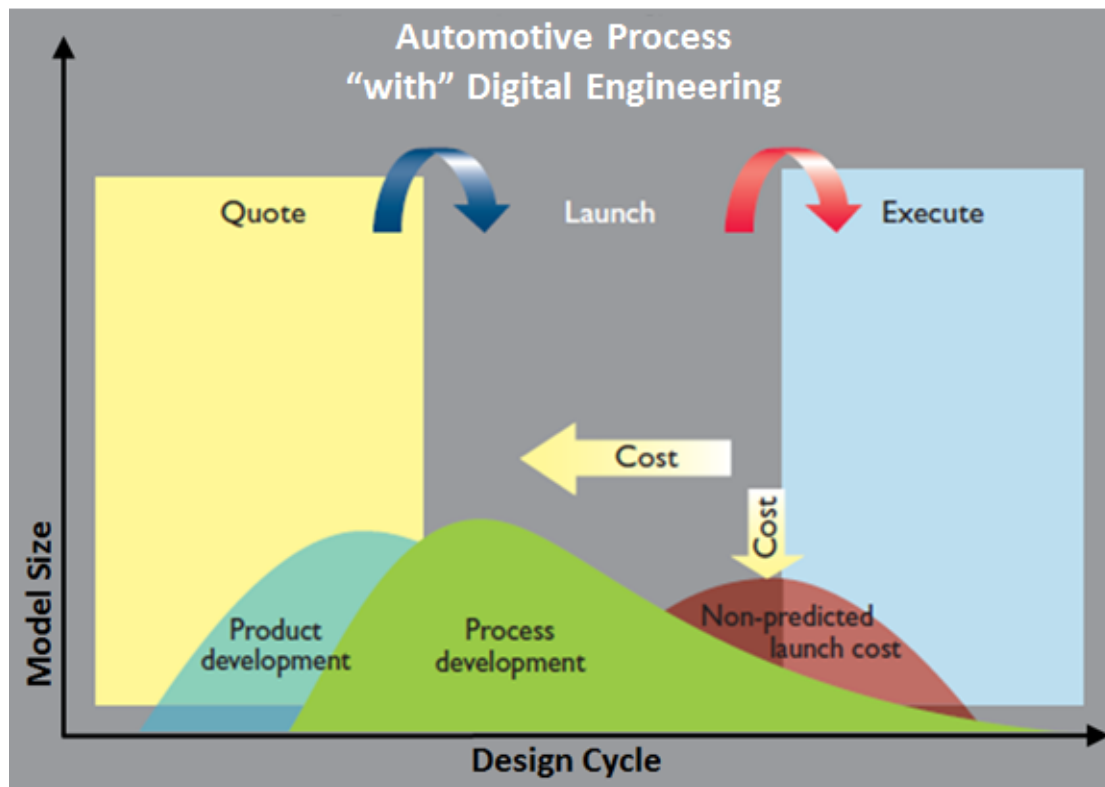 Automotive Process
“with” Digital Engineering
Quote
Launch
Execute
Cost
Cost
Product
development
Process
development
Non-predicted
launch cost
Model Size
Design Cycle